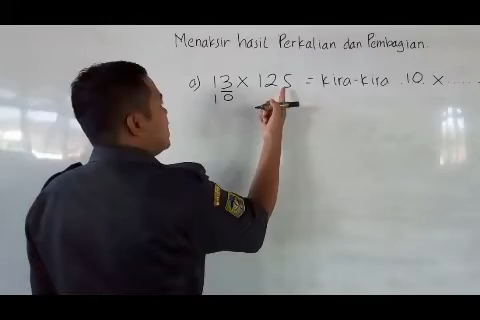 Menaksir hasil Perkalian dan Pembagian.
a) 13 x 125 = kira-kira .10. x .....
10